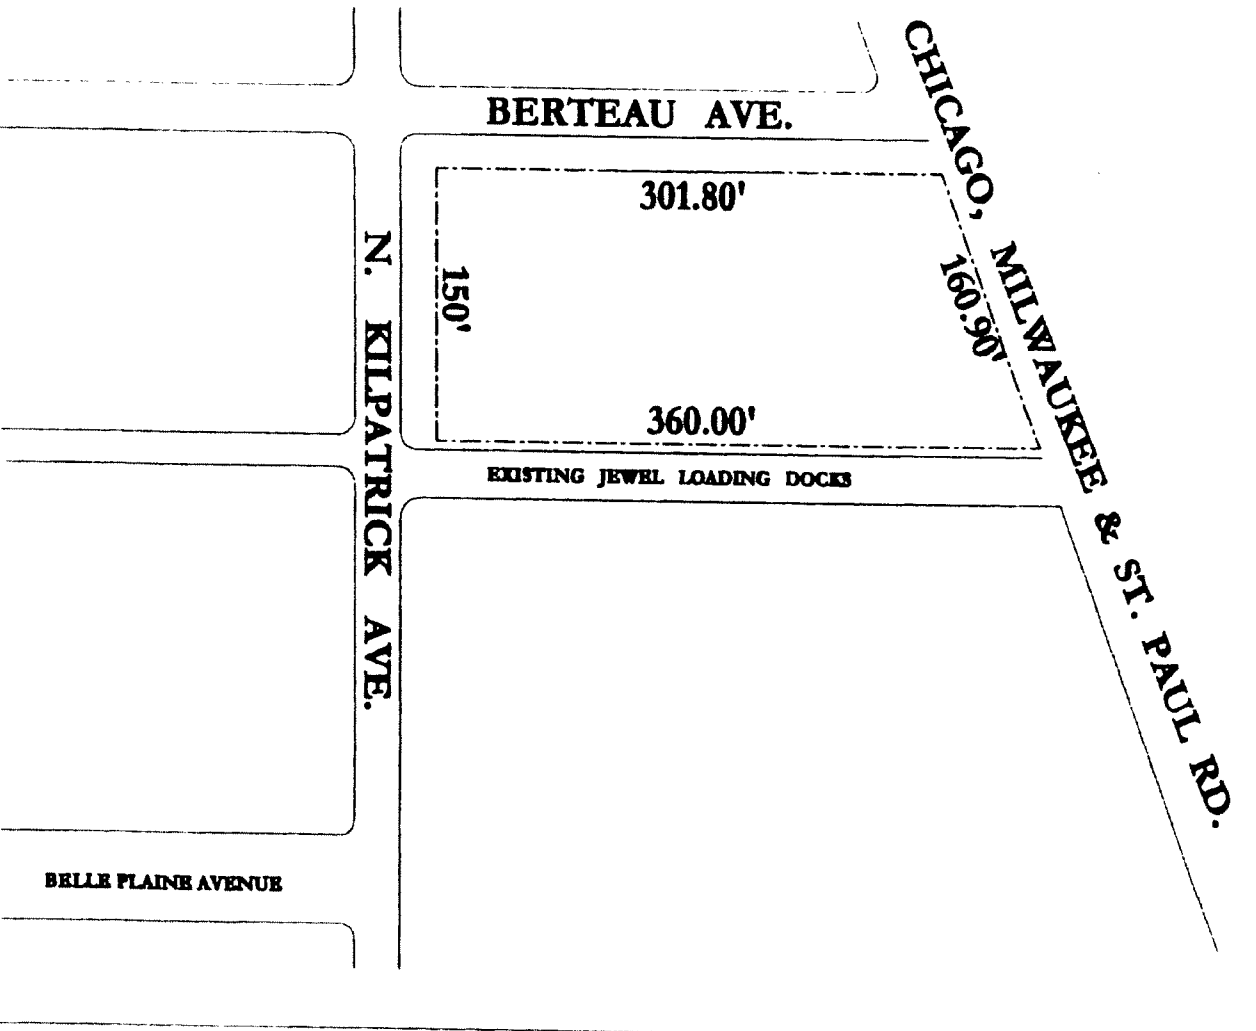 BERTEAU AVE.
CHICAGO, MILWAUKEE & ST. PAUL RD.
301.80'
N. KILPATRICK AVE.
150'
160.90'
360.00'
EXISTING JEWEL LOADING DOCKS
BELLE PLAINE AVENUE